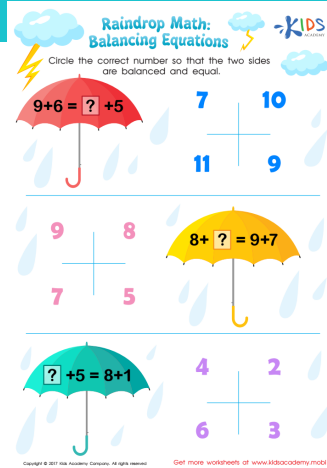 Raindrop Math:
Balancing Equations
KIDS
ACADEMY
Circle the correct number so that the two sides
are balanced and equal.
9+6 = ? +5
7 10
11 9
9 8
7 5
8+ ? = 9+7
? +5 = 8+1
4 2
6 3
Copyright © 2017 Kids Academy Company. All rights reserved
Get more worksheets at www.kidsacademy.mobi